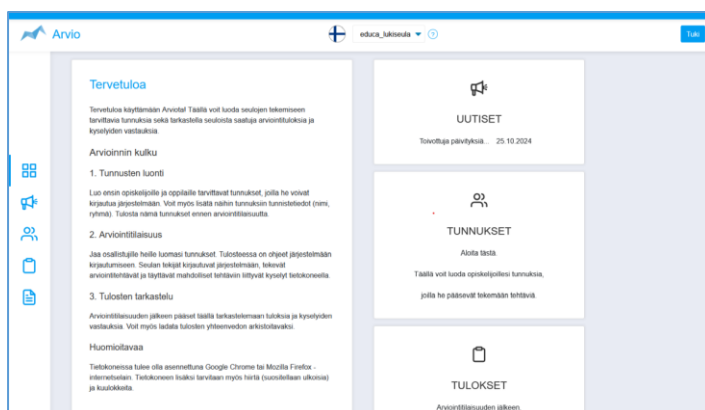 Arvio
educa_lukiseula
?
Tuki
Tervetuloa
Tervetuloa käyttämään Arviota! Täällä voit luoda seulojen tekemiseen
tarvittavia tunnuksia sekä tarkastella seuloista saatuja arviointituloksia ja
kyselyiden vastauksia.
Arvioinnin kulku
1. Tunnusten luonti
Luo ensin opiskelijoille ja oppilaille tarvittavat tunnukset, joilla he voivat
kirjautua järjestelmään. Voit myös lisätä näihin tunnuksiin tunnistetiedot (nimi,
ryhmä). Tulosta nämä tunnukset ennen arviointitilaisuutta.
2. Arviointitilaisuus
Jaa osallistujille heille luomasi tunnukset. Tulosteessa on ohjeet järjestelmään
kirjautumiseen. Seulan tekijät kirjautuvat järjestelmään, tekevät
arviointitehtävät ja täyttävät mahdolliset tehtäviin liittyvät kyselyt tietokoneella.
3. Tulosten tarkastelu
Arviointitilaisuuden jälkeen pääset täällä tarkastelemaan tuloksia ja kyselyiden
vastauksia. Voit myös ladata tulosten yhteenvedon arkistoitavaksi.
Huomioitavaa
Tietokoneissa tulee olla asennettuna Google Chrome tai Mozilla Firefox -
internetselain. Tietokoneen lisäksi tarvitaan myös hiirtä (suositellaan ulkoisia)
ja kuulokkeita.
UUTISET
Toivottuja päivityksiä... 25.10.2024
TUNNUKSET
Aloita tästä.
Täällä voit luoda opiskelijoillesi tunnuksia,
joilla he pääsevät tekemään tehtäviä.
TULOKSET
Arviointitilaisuuden jälkeen,